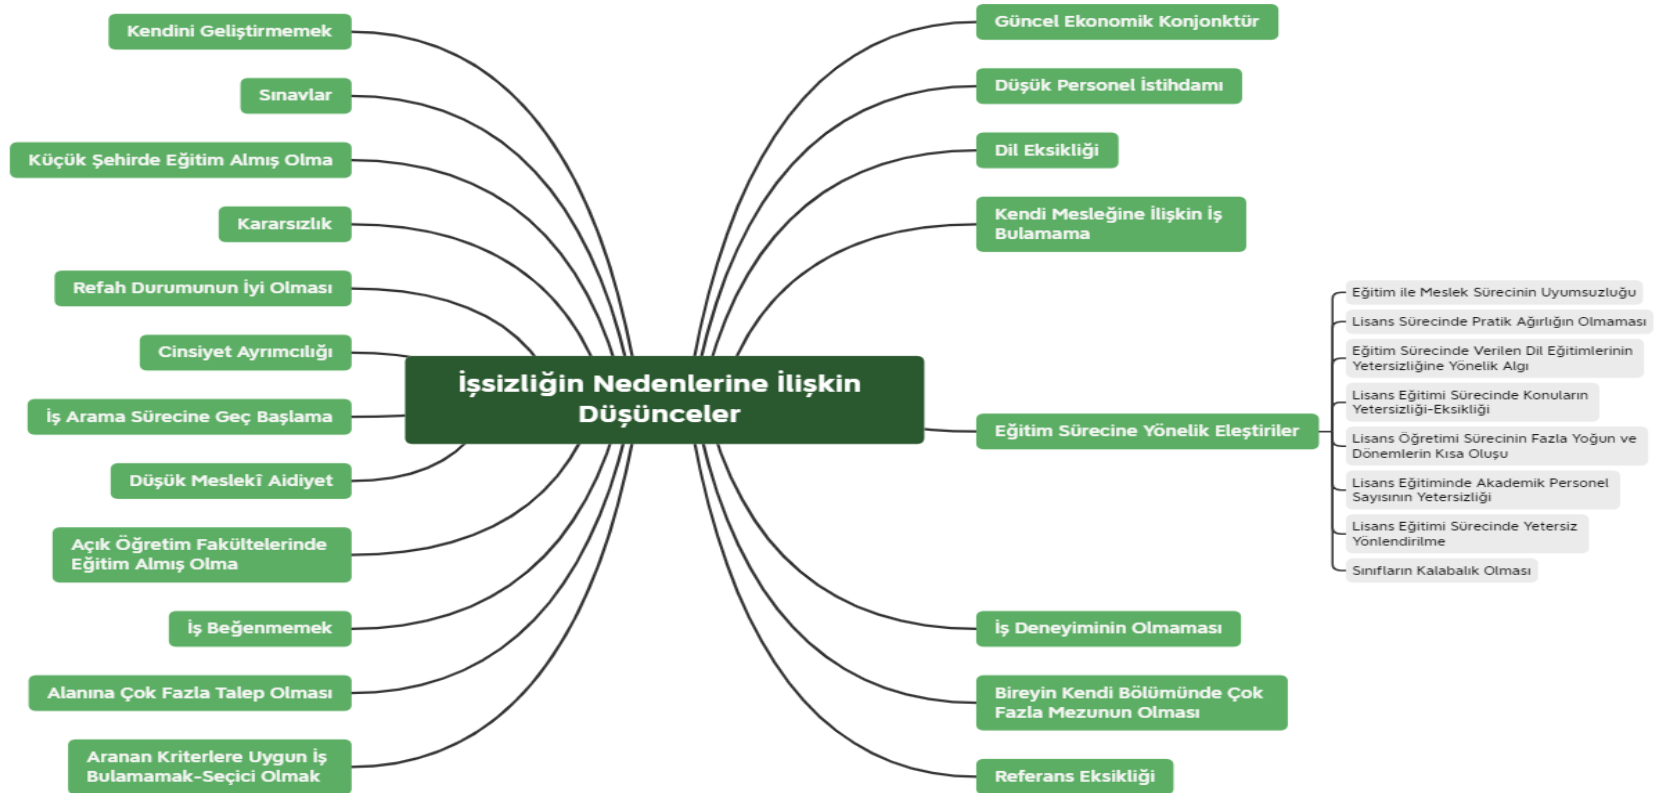 İşsizliğin Nedenlerine İlişkin
Düşünceler
Kendini Geliştirmemek
Sınavlar
Küçük Şehirde Eğitim Almış Olma
Kararsızlık
Refah Durumunun İyi Olması
Cinsiyet Ayrımcılığı
İş Arama Sürecine Geç Başlama
Düşük Meslekî Aidiyet
Açık Öğretim Fakültelerinde
Eğitim Almış Olma
İş Beğenmemek
Alanına Çok Fazla Talep Olması
Aranan Kriterlere Uygun İş
Bulamamak-Seçici Olmak
Güncel Ekonomik Konjonktür
Düşük Personel İstihdamı
Dil Eksikliği
Kendi Mesleğine İlişkin İş
Bulamama
Eğitim Sürecine Yönelik Eleştiriler
Eğitim ile Meslek Sürecinin Uyumsuzluğu
Lisans Sürecinde Pratik Ağırlığın Olmaması
Eğitim Sürecinde Verilen Dil Eğitimlerinin
Yetersizliğine Yönelik Algı
Lisans Eğitimi Sürecinde Konuların
Yetersizliği-Eksikliği
Lisans Öğretimi Sürecinin Fazla Yoğun ve
Dönemlerin Kısa Oluşu
Lisans Eğitiminde Akademik Personel
Sayısının Yetersizliği
Lisans Eğitimi Sürecinde Yetersiz
Yönlendirilme
Sınıfların Kalabalık Olması
İş Deneyiminin Olmaması
Bireyin Kendi Bölümünde Çok
Fazla Mezunun Olması
Referans Eksikliği